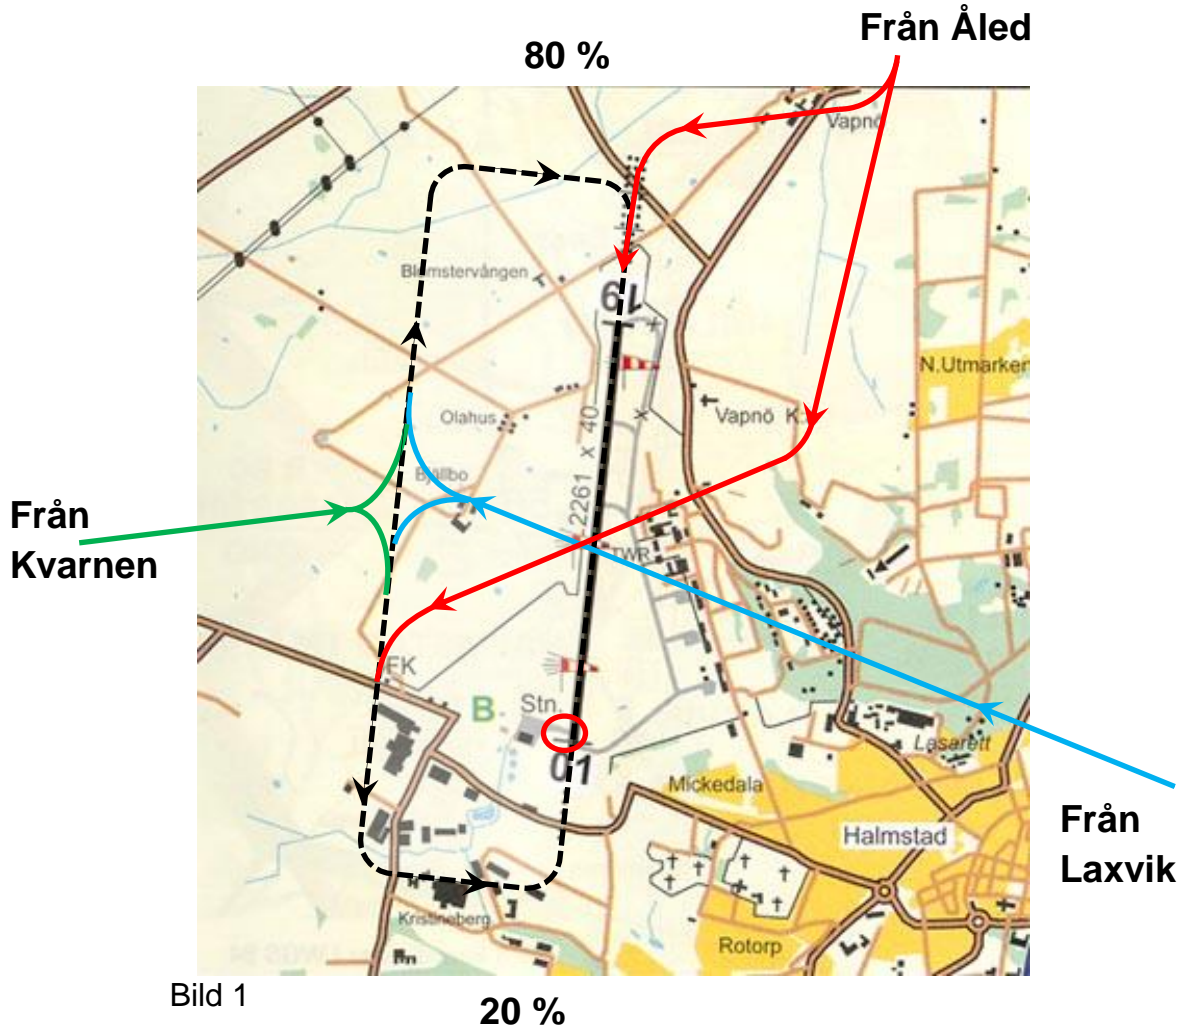 Från Åled
80 %
Vapnö
Blomstervången
19
N.Utmarken
Vapnö K:a
Olahus
2261 x 40
Bjällbo
Från
Kvarnen
TWR
FK
B
Stn.
Lasarett
01
Mickedala
Från
Laxvik
Halmstad
Kristineberg
Rotorp
Bild 1
20 %